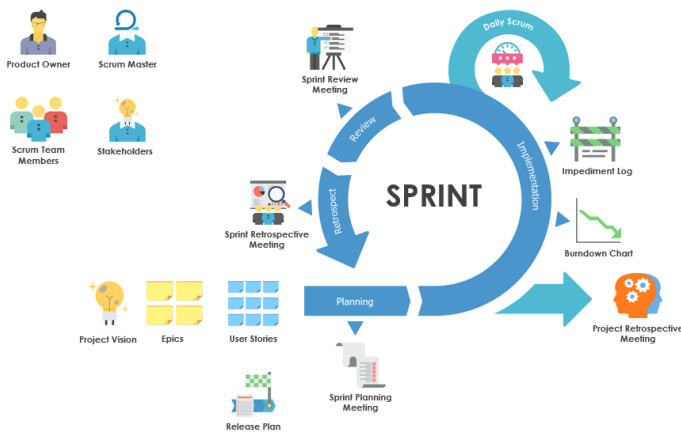 Product Owner
Scrum Master
Scrum Team
Members
Stakeholders
Sprint Review
Meeting
Daily Scrum
Review
Implementation
Impediment Log
SPRINT
Retrospect
Sprint Retrospective
Meeting
Burndown Chart
Planning
Project Vision
Epics
User Stories
Project Retrospective
Meeting
Sprint Planning
Meeting
Release Plan